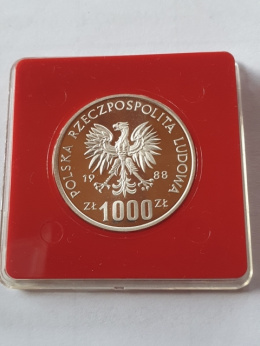 POLSKA RZECZPOSPOLITA LUDOWA
19 88
ZŁ 1000 ZŁ